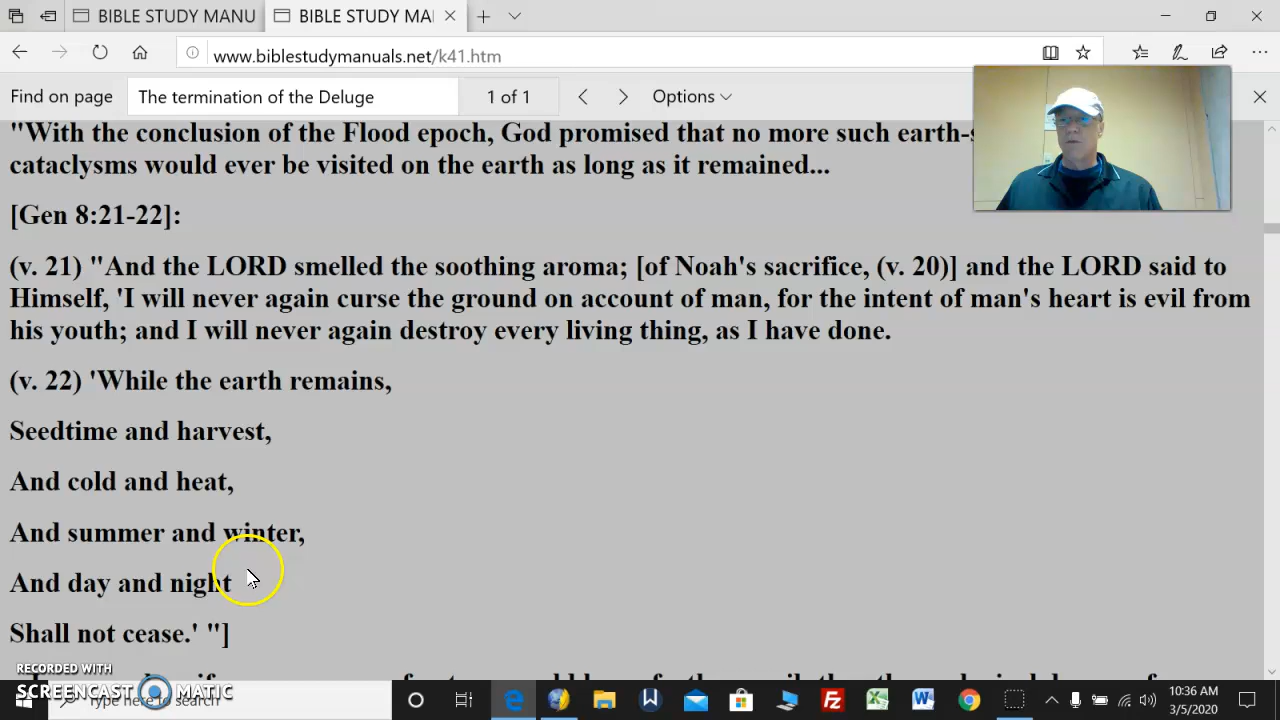 BIBLE STUDY MANU
BIBLE STUDY MA
www.biblestudymanuals.net/k41.htm
Find on page
The termination of the Deluge
1 of 1
Options
"With the conclusion of the Flood epoch, God promised that no more such earth-s
cataclysms would ever be visited on the earth as long as it remained...
[Gen 8:21-22]:
(v. 21) "And the LORD smelled the soothing aroma; [of Noah's sacrifice, (v. 20)] and the LORD said to
Himself, 'I will never again curse the ground on account of man, for the intent of man's heart is evil from
his youth; and I will never again destroy every living thing, as I have done.
(v. 22) 'While the earth remains,
Seedtime and harvest,
And cold and heat,
And summer and winter,
And day and night
Shall not cease.' "]
RECORDED WITH
SCREENCAST MATIC
Type here to search
10:36 AM
3/5/2020